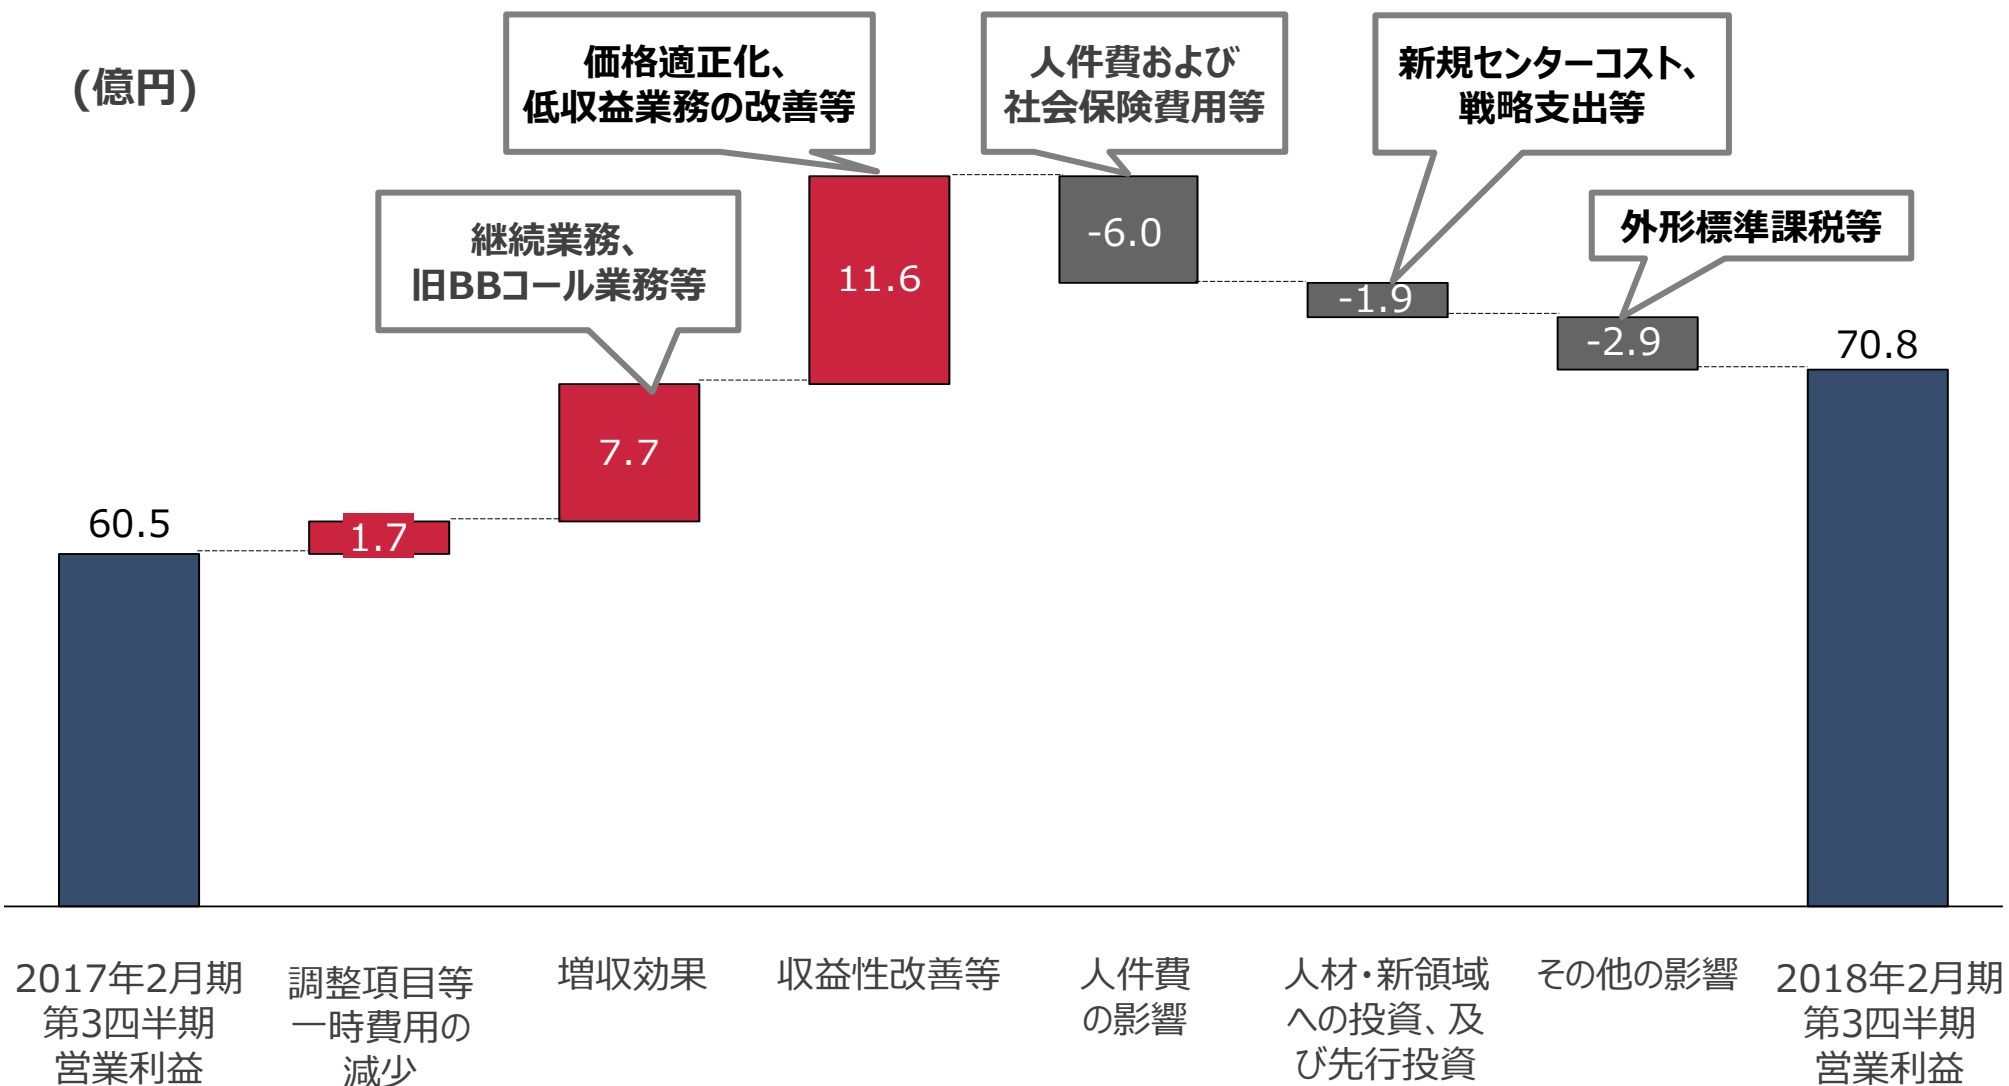 (億円)
価格適正化、
低収益業務の改善等
人件費および
社会保険費用等
新規センターコスト、
戦略支出等
継続業務、
旧BBコール業務等
外形標準課税等
60.5
1.7
7.7
11.6
-6.0
-1.9
-2.9
70.8
2017年2月期
第3四半期
営業利益
調整項目等
一時費用の
減少
増収効果
収益性改善等
人件費
の影響
人材・新領域
への投資、及
び先行投資
その他の影響
2018年2月期
第3四半期
営業利益